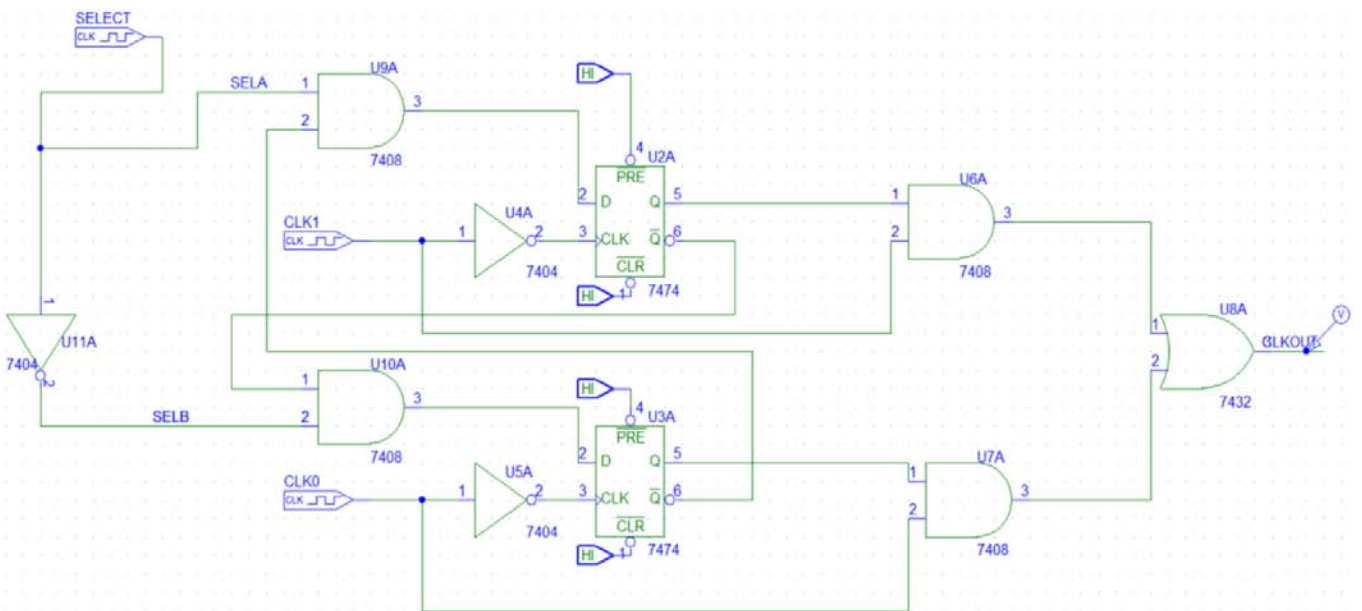 SELECT
CLK
SELA
1
2
U9A
3
7408
HI
4
U2A
PRE
2
D
Q
5
3
CLK
Q
6
CLR
HI
1
7474
CLK1
CLK
1
U4A
2
7404
1
2
U6A
3
7408
1
U11A
7404
2
SELB
1
2
U10A
3
7408
HI
4
U3A
PRE
2
D
Q
5
3
CLK
Q
6
CLR
HI
1
7474
CLK0
CLK
1
U5A
2
7404
1
2
U7A
3
7408
1
2
U8A
CLKOUT
V
7432